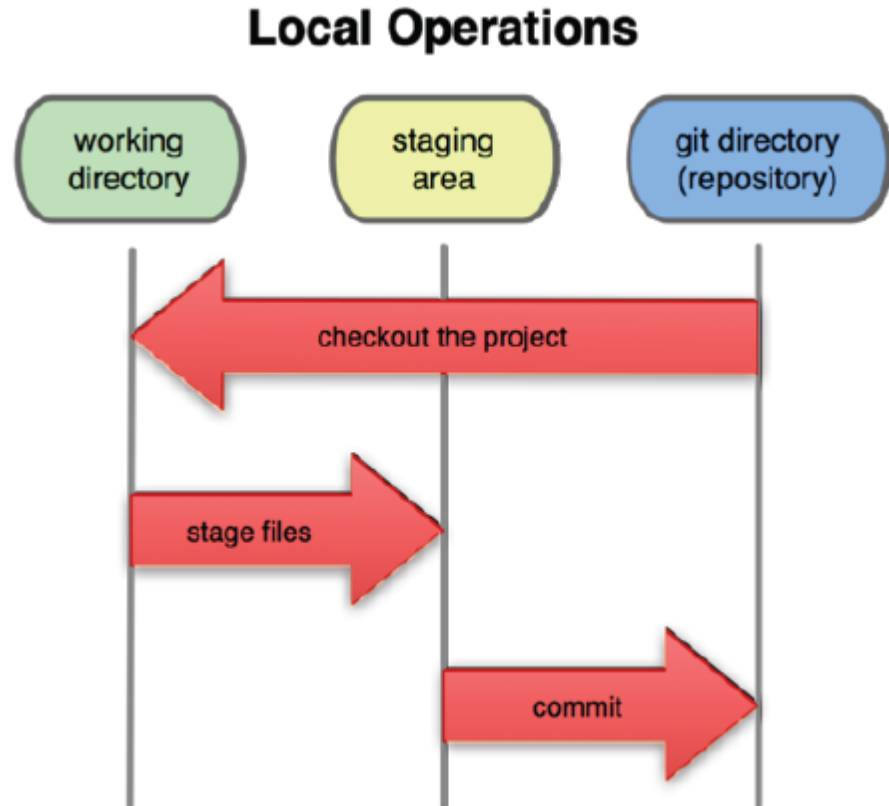 Local Operations
working
directory
staging
area
git directory
(repository)
checkout the project
stage files
commit